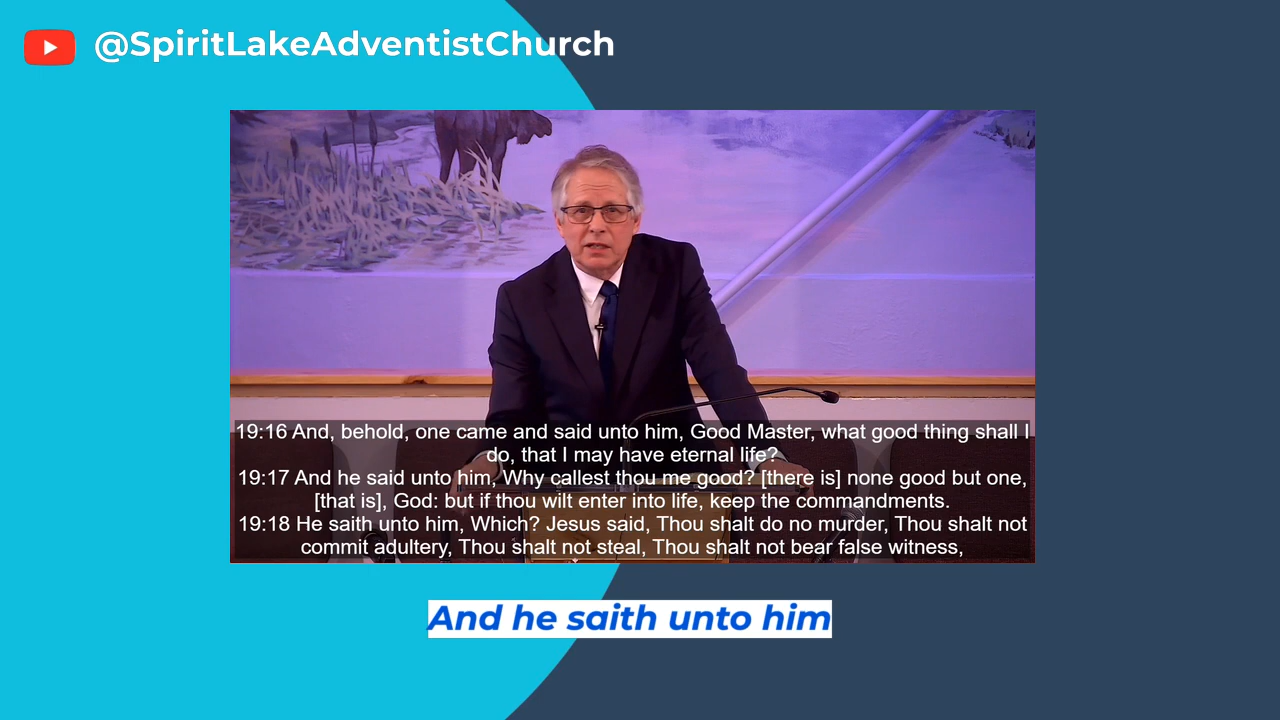 @SpiritLakeAdventistChurch
19:16 And, behold, one came and said unto him, Good Master, what good thing shall I
do, that I may have eternal life?
19:17 And he said unto him, Why callest thou me good? [there is] none good but one,
[that is], God: but if thou wilt enter into life, keep the commandments.
19:18 He saith unto him, Which? Jesus said, Thou shalt do no murder, Thou shalt not
commit adultery, Thou shalt not steal, Thou shalt not bear false witness,
And he saith unto him